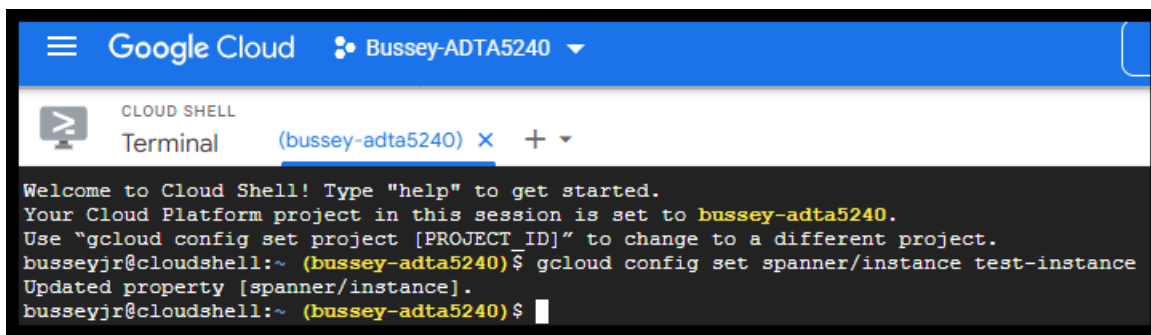 Google Cloud Bussey-ADTA5240
CLOUD SHELL
Terminal (bussey-adta5240)
Welcome to Cloud Shell! Type "help" to get started.
Your Cloud Platform project in this session is set to bussey-adta5240.
Use “gcloud config set project [PROJECT_ID]” to change to a different project.
busseyjr@cloudshell:~ (bussey-adta5240)$ gcloud config set spanner/instance test-instance
Updated property [spanner/instance].
busseyjr@cloudshell:~ (bussey-adta5240)$